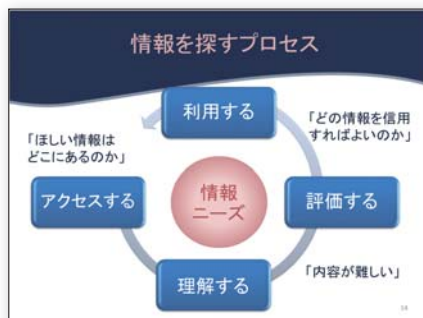 情報を探すプロセス
利用する
「ほしい情報は
どこにあるのか」
「どの情報を信用
すればよいのか」
アクセスする
情報
ニーズ
評価する
理解する
「内容が難しい」